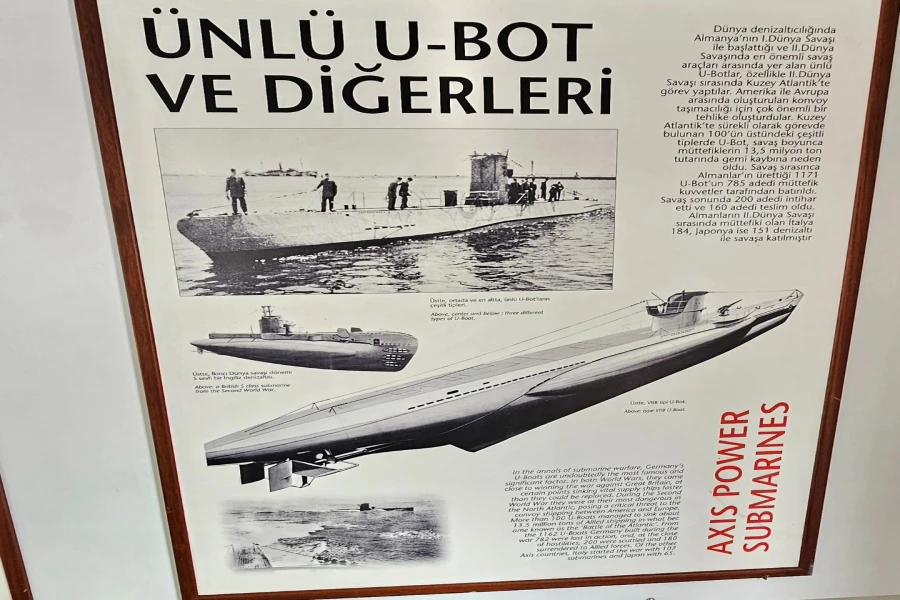 ÜNLÜ U-BOT
VE DİĞERLERİ
Dünya denizaltıcılığında
Almanya'nın I.Dünya Savaşı
ile başlattığı ve II.Dünya
Savaşında en önemli savaş
araçları arasında yer alan ünlü
U-Botlar, özellikle II.Dünya
Savaşı sırasında Kuzey Atlantik'te
görev yaptılar. Amerika ile Avrupa
arasında oluşturulan konvoy
taşımacılığı için çok önemli bir
tehlike oluşturdular. Kuzey
Atlantik'te sürekli olarak görevde
bulunan 100'ün üstündeki çeşitli
tiplerde U-Bot, savaş boyunca
müttefiklerin 13,5 milyon ton
tutarında gemi kaybına neden
oldu. Savaş sırasınca
Almanlar'ın ürettiği 1171
U-Bot'un 785 adedi müttefik
kuvvetler tarafından batırıldı.
Savaş sonunda 200 adedi intihar
etti ve 160 adedi teslim oldu.
Almanların II.Dünya Savaşı
sırasında müttefiki olan İtalya
184, Japonya ise 151 denizaltı
ile savaşa katılmıştır
Üstte, ortada ve en altta, ünlü U-Bot'ların
çeşitli tipleri.
Above, center and below : three different
types of U-Boat.
Üstte, İkinci Dünya savaşı dönemi
S sınıfı bir İngiliz denizaltısı.
Above, a British S class submarine
from the Second World War.
Üstte, VIIB tipi U-Bot.
Above: type VIIB U-Boat.
AXIS POWER
SUBMARINES
In the annals of submarine warfare, Germany's
U-Boats are undoubtedly the most famous and
significant factor. In both World Wars, they came
close to winning the war against Great Britain, at
certain points sinking vital supply ships faster
than they could be replaced. During the Second
World War they were at their most dangerous in
the North Atlantic, posing a critical threat to the
convoy shipping between America and Europe.
More than 100 U-Boats managed to sink about
13.5 million tons of Allied shipping in what bec
ame known as the 'Battle of the Atlantic'. From
the 1162 U-Boats Germany built during the
war 782 were lost in action, and, at the close
of hostilities, 200 were scuttled and 180
surrendered to Allied forces. Of the other
Axis countries, Italy started the war with 107
submarines and Japan with 65.